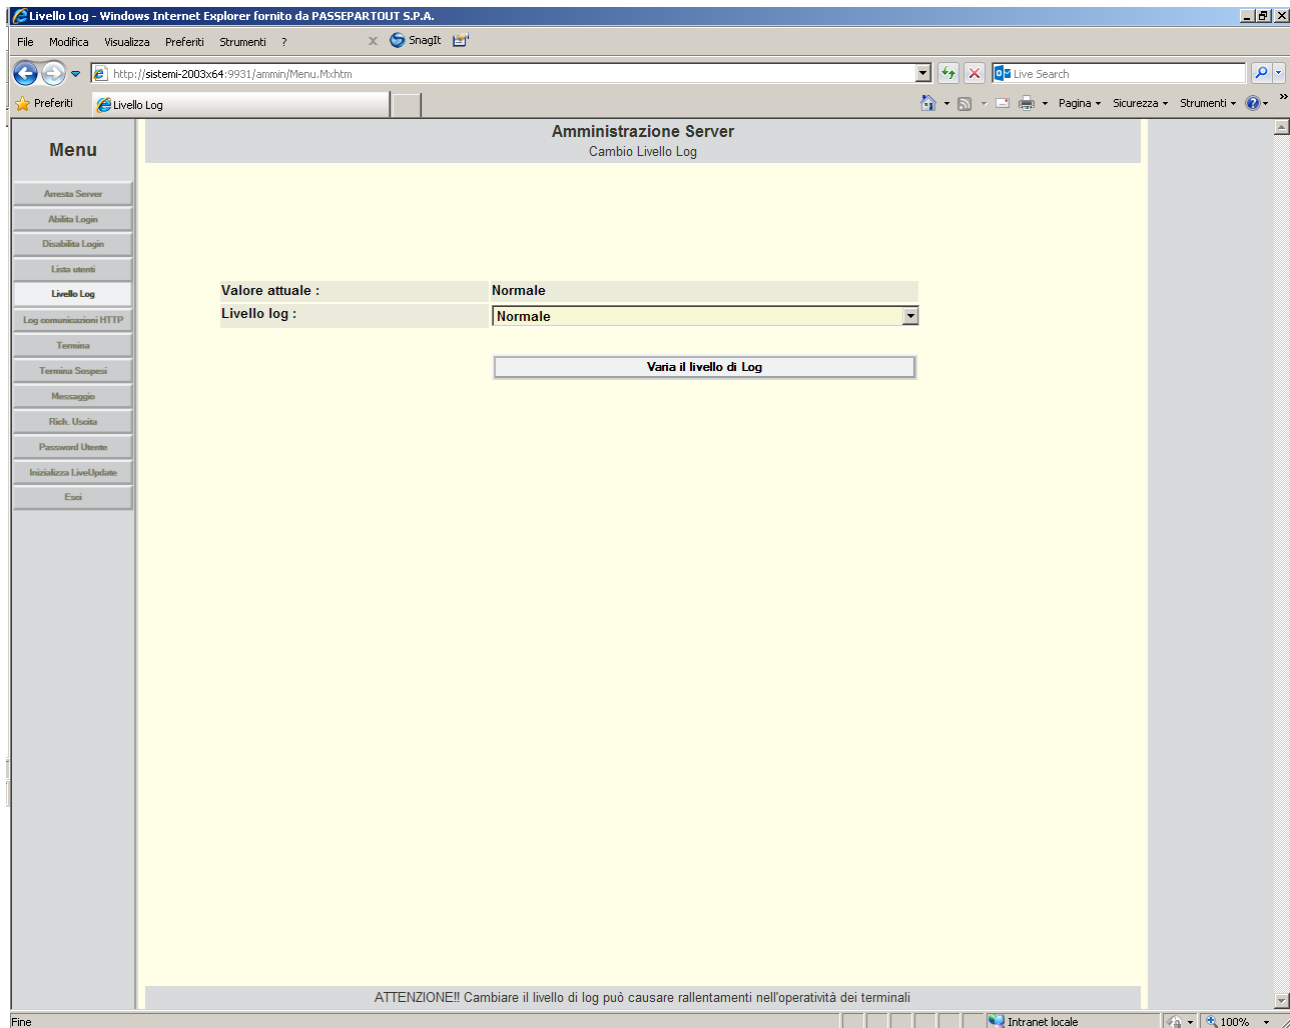 Livello Log - Windows Internet Explorer fornito da PASSEPARTOUT S.P.A.
File Modifica Visualizza Preferiti Strumenti ? x SnagIt
http://sistemi-2003x64:9931/ammin/Menu.Mxhtm Live Search
Preferiti Livello Log Pagina Sicurezza Strumenti »
Menu
Arresta Server
Abilita Login
Disabilita Login
Lista utenti
Livello Log
Log comunicazioni HTTP
Termina
Termina Sospesi
Messaggio
Rich. Uscita
Password Utente
Inizializza LiveUpdate
Esci
Amministrazione Server
Cambio Livello Log
Valore attuale : Normale
Livello log : Normale
Varia il livello di Log
ATTENZIONE!! Cambiare il livello di log può causare rallentamenti nell'operatività dei terminali
Fine Intranet locale 100%